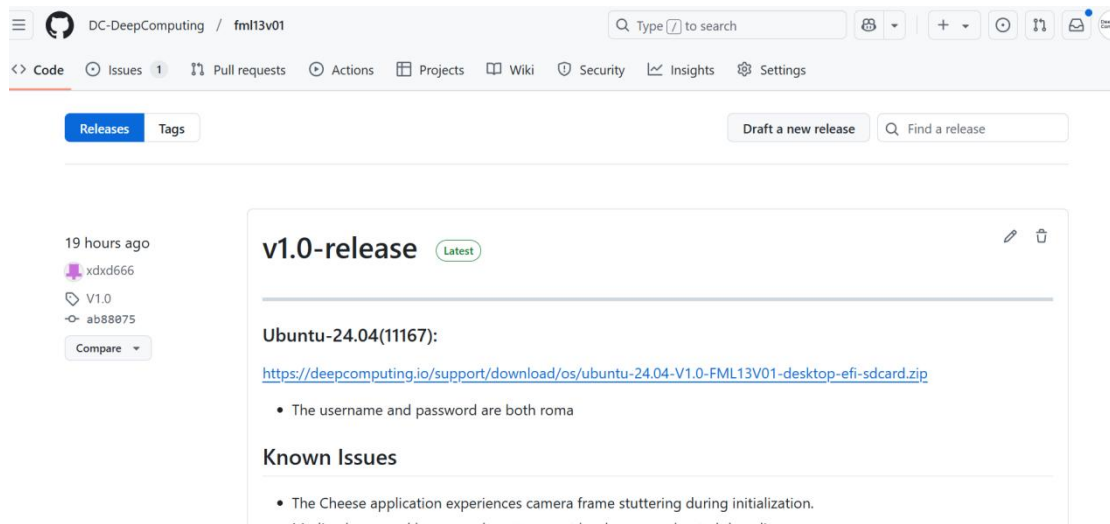 DC-DeepComputing / fml13v01
Type / to search
Code Issues 1 Pull requests Actions Projects Wiki Security Insights Settings
Releases Tags
Draft a new release Find a release
19 hours ago
xdxd666
V1.0
ab88075
Compare
v1.0-release Latest
Ubuntu-24.04(11167):
https://deepcomputing.io/support/download/os/ubuntu-24.04-V1.0-FML13V01-desktop-efi-sdcard.zip
• The username and password are both roma
Known Issues
• The Cheese application experiences camera frame stuttering during initialization.